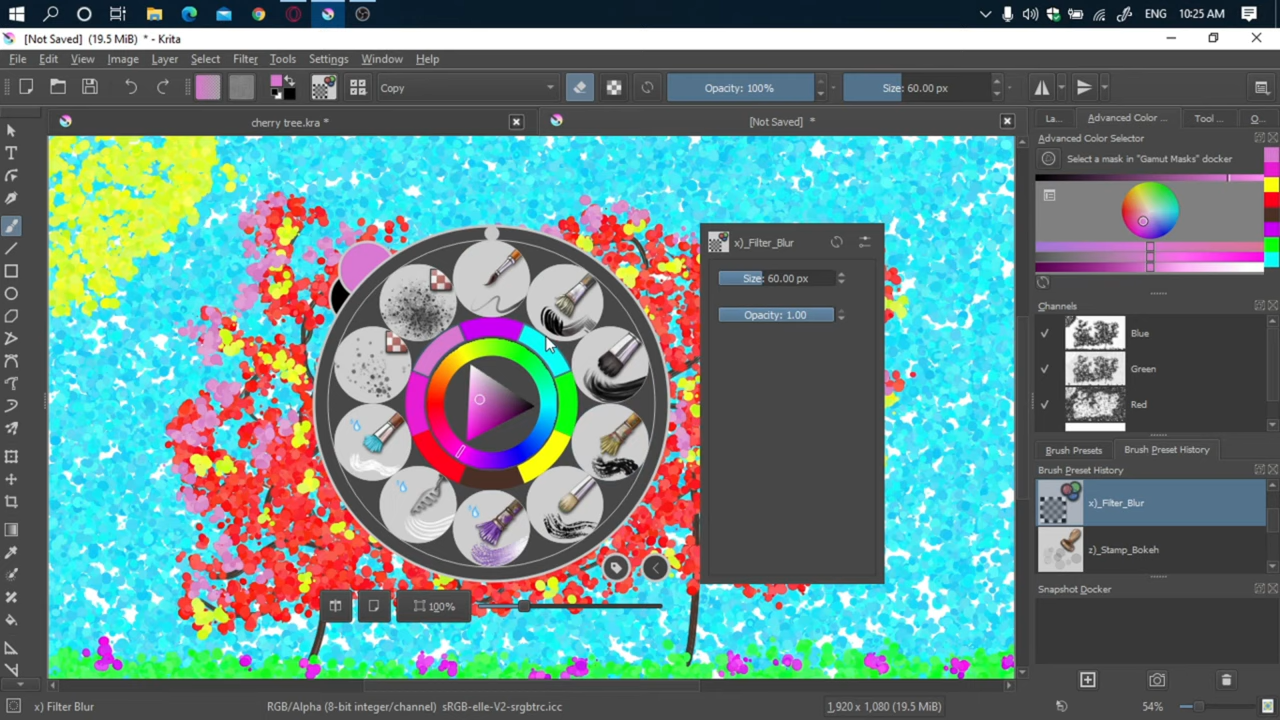 ENG
10:25 AM
[Not Saved] (19.5 MiB) * - Krita
File Edit View Image Layer Select Filter Tools Settings Window Help
Copy
Opacity: 100%
Size: 60.00 px
cherry tree.kra *
[Not Saved] *
La...
Advanced Color ...
Tool ...
O...
Advanced Color Selector
Select a mask in "Gamut Masks" docker
x)_Filter_Blur
Size: 60.00 px
Opacity: 1.00
Channels
Blue
Green
Red
Brush Presets
Brush Preset History
Brush Preset History
x)_Filter_Blur
z)_Stamp_Bokeh
Snapshot Docker
100%
x) Filter Blur
RGB/Alpha (8-bit integer/channel) sRGB-elle-V2-srgbtrc.icc
1,920 x 1,080 (19.5 MiB)
54%